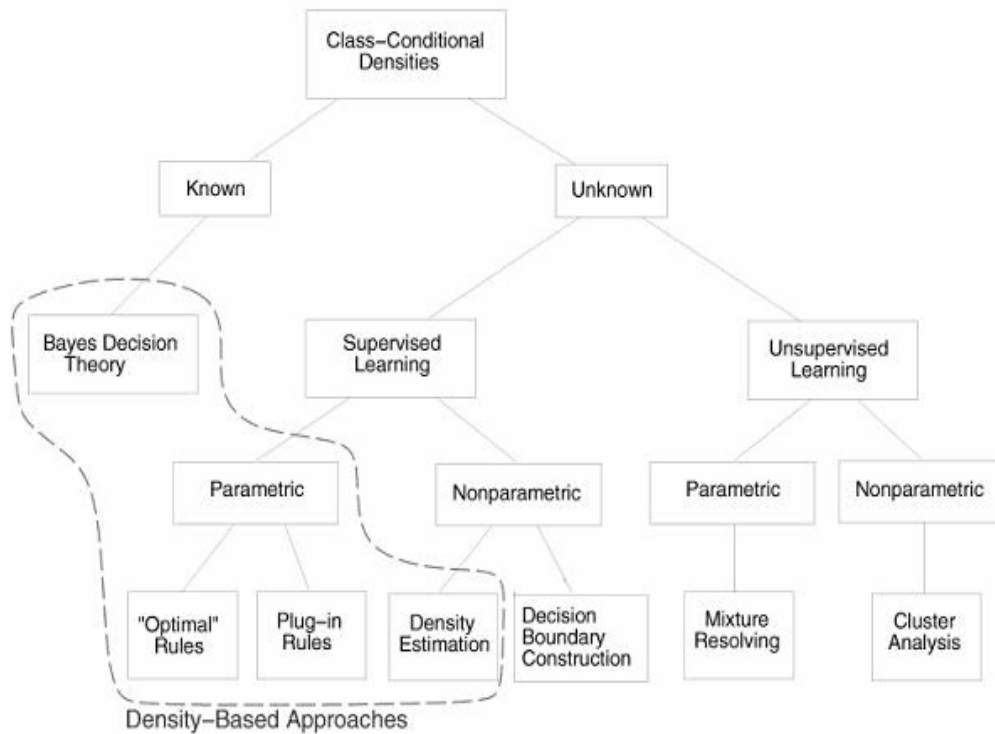 Class-Conditional
Densities
Known
Unknown
Bayes Decision
Theory
Supervised
Learning
Unsupervised
Learning
Parametric
Nonparametric
Parametric
Nonparametric
"Optimal"
Rules
Plug-in
Rules
Density
Estimation
Decision
Boundary
Construction
Mixture
Resolving
Cluster
Analysis
Density-Based Approaches